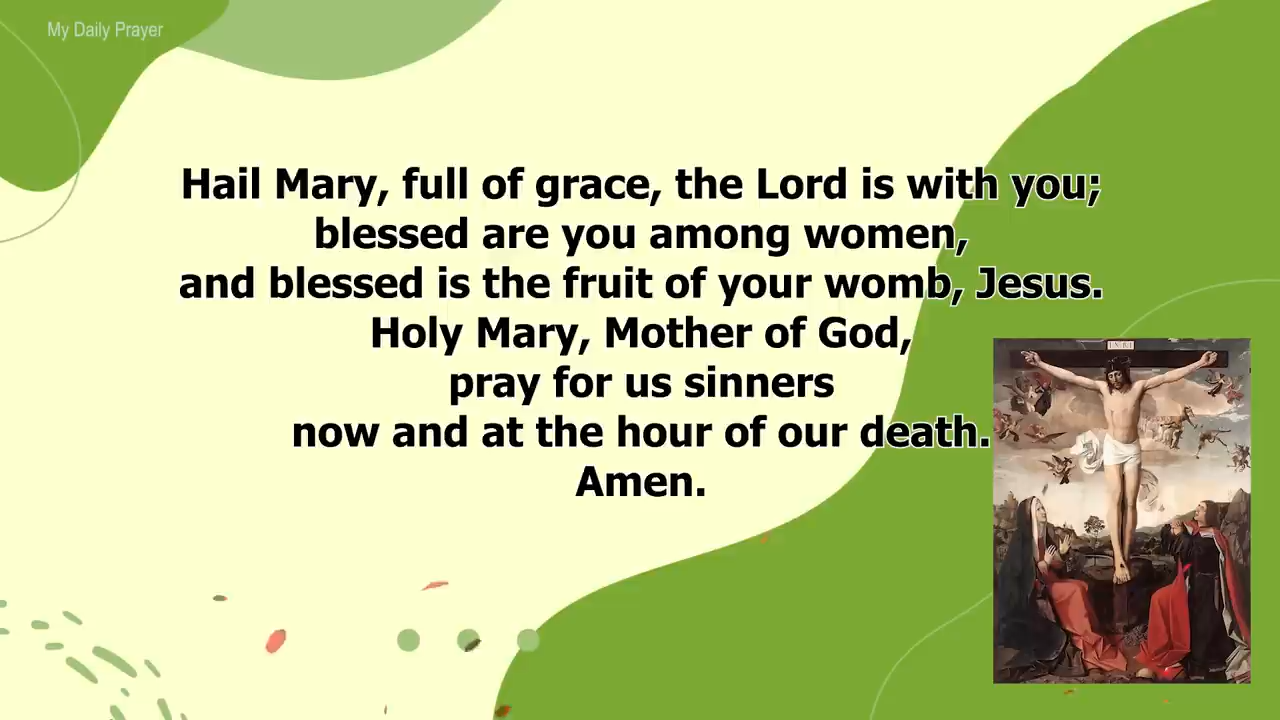 My Daily Prayer
Hail Mary, full of grace, the Lord is with you;
blessed are you among women,
and blessed is the fruit of your womb, Jesus.
Holy Mary, Mother of God,
pray for us sinners
now and at the hour of our death.
Amen.
INRI